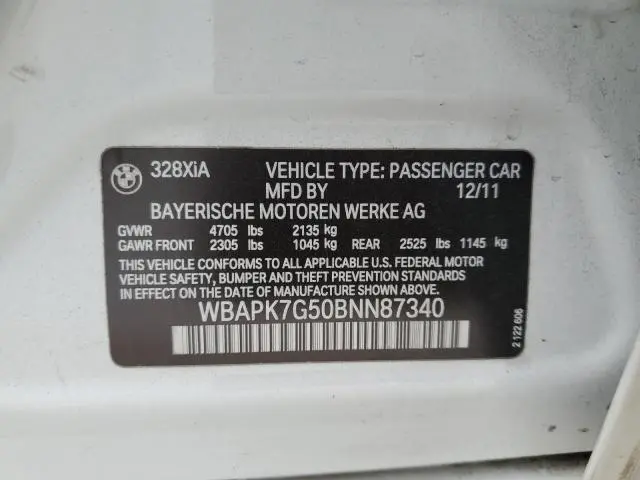 BMW
328XiA VEHICLE TYPE: PASSENGER CAR
MFD BY 12/11
BAYERISCHE MOTOREN WERKE AG
GVWR 4705 lbs 2135 kg
GAWR FRONT 2305 lbs 1045 kg REAR 2525 lbs 1145 kg
THIS VEHICLE CONFORMS TO ALL APPLICABLE U.S. FEDERAL MOTOR
VEHICLE SAFETY, BUMPER AND THEFT PREVENTION STANDARDS IN
EFFECT ON THE DATE OF MANUFACTURE SHOWN ABOVE.
WBAPK7G50BNN87340
2 122 606